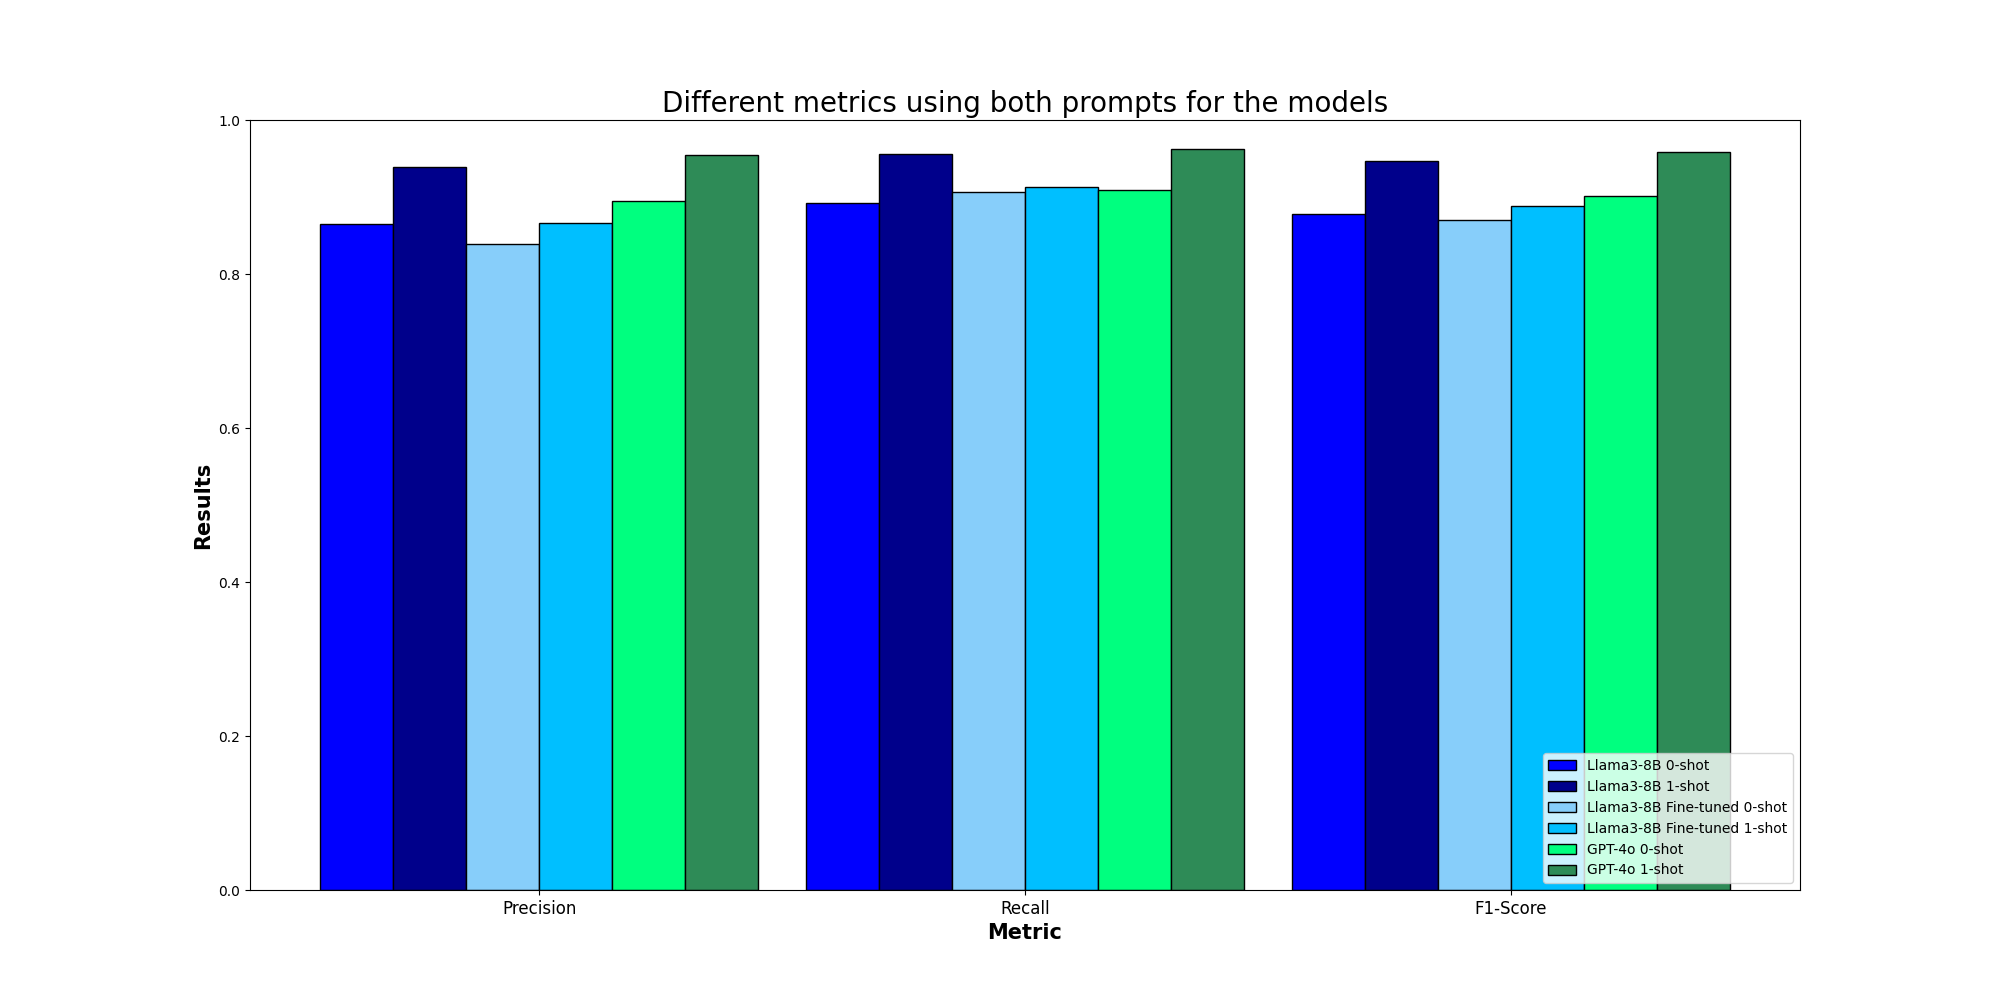 Different metrics using both prompts for the models
1.0
0.8
0.6
0.4
0.2
0.0
Results
Precision
Recall
F1-Score
Metric
Llama3-8B 0-shot
Llama3-8B 1-shot
Llama3-8B Fine-tuned 0-shot
Llama3-8B Fine-tuned 1-shot
GPT-4o 0-shot
GPT-4o 1-shot